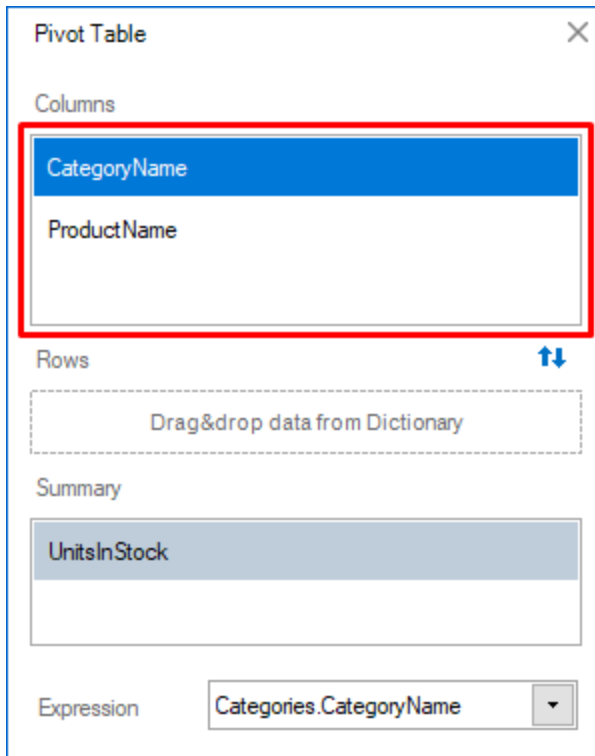 Pivot Table
Columns
CategoryName
ProductName
Rows
Drag&drop data from Dictionary
Summary
UnitsInStock
Expression Categories.CategoryName